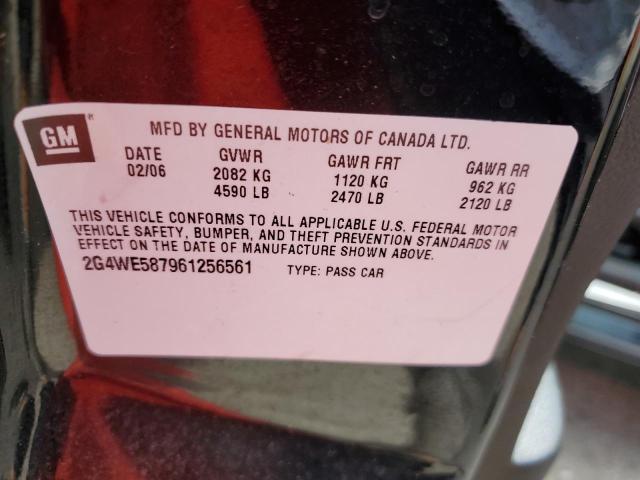 GM ®
MFD BY GENERAL MOTORS OF CANADA LTD.
DATE GVWR GAWR FRT GAWR RR
02/06 2082 KG 1120 KG 962 KG
4590 LB 2470 LB 2120 LB
THIS VEHICLE CONFORMS TO ALL APPLICABLE U.S. FEDERAL MOTOR
VEHICLE SAFETY, BUMPER, AND THEFT PREVENTION STANDARDS IN
EFFECT ON THE DATE OF MANUFACTURE SHOWN ABOVE.
2G4WE587961256561 TYPE: PASS CAR